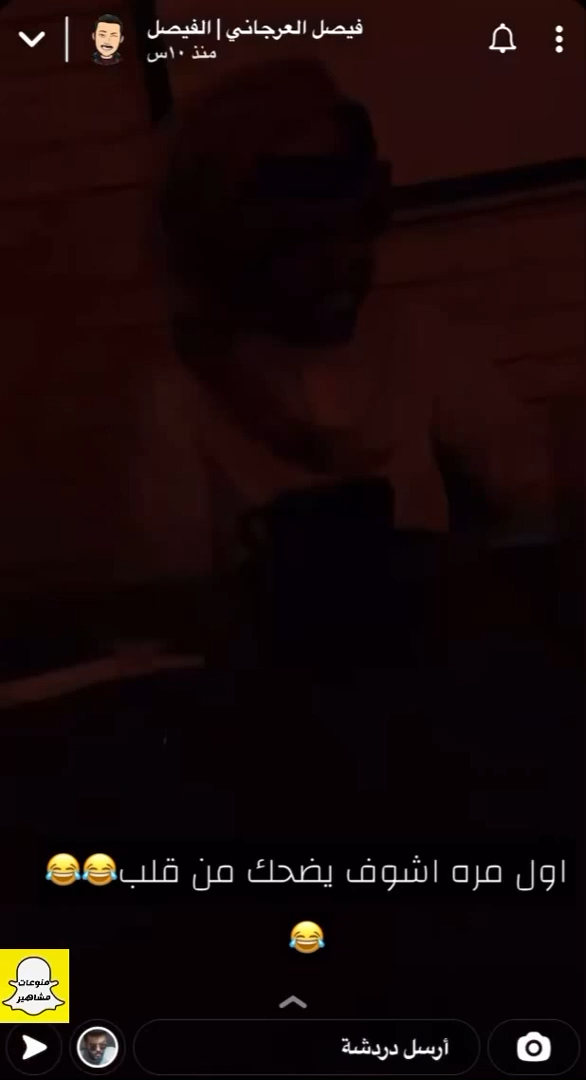 فيصل العرجاني | الفيصل
منذ ١٠س
اول مره اشوف يضحك من قلب😂😂
😂
منوعات
مشاهير
أرسل دردشة